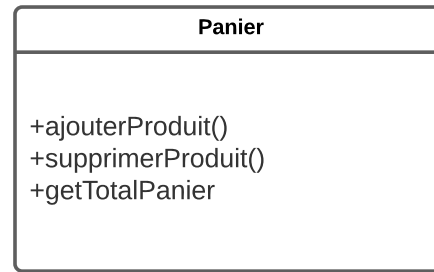 Panier
+ajouterProduit()
+supprimerProduit()
+getTotalPanier